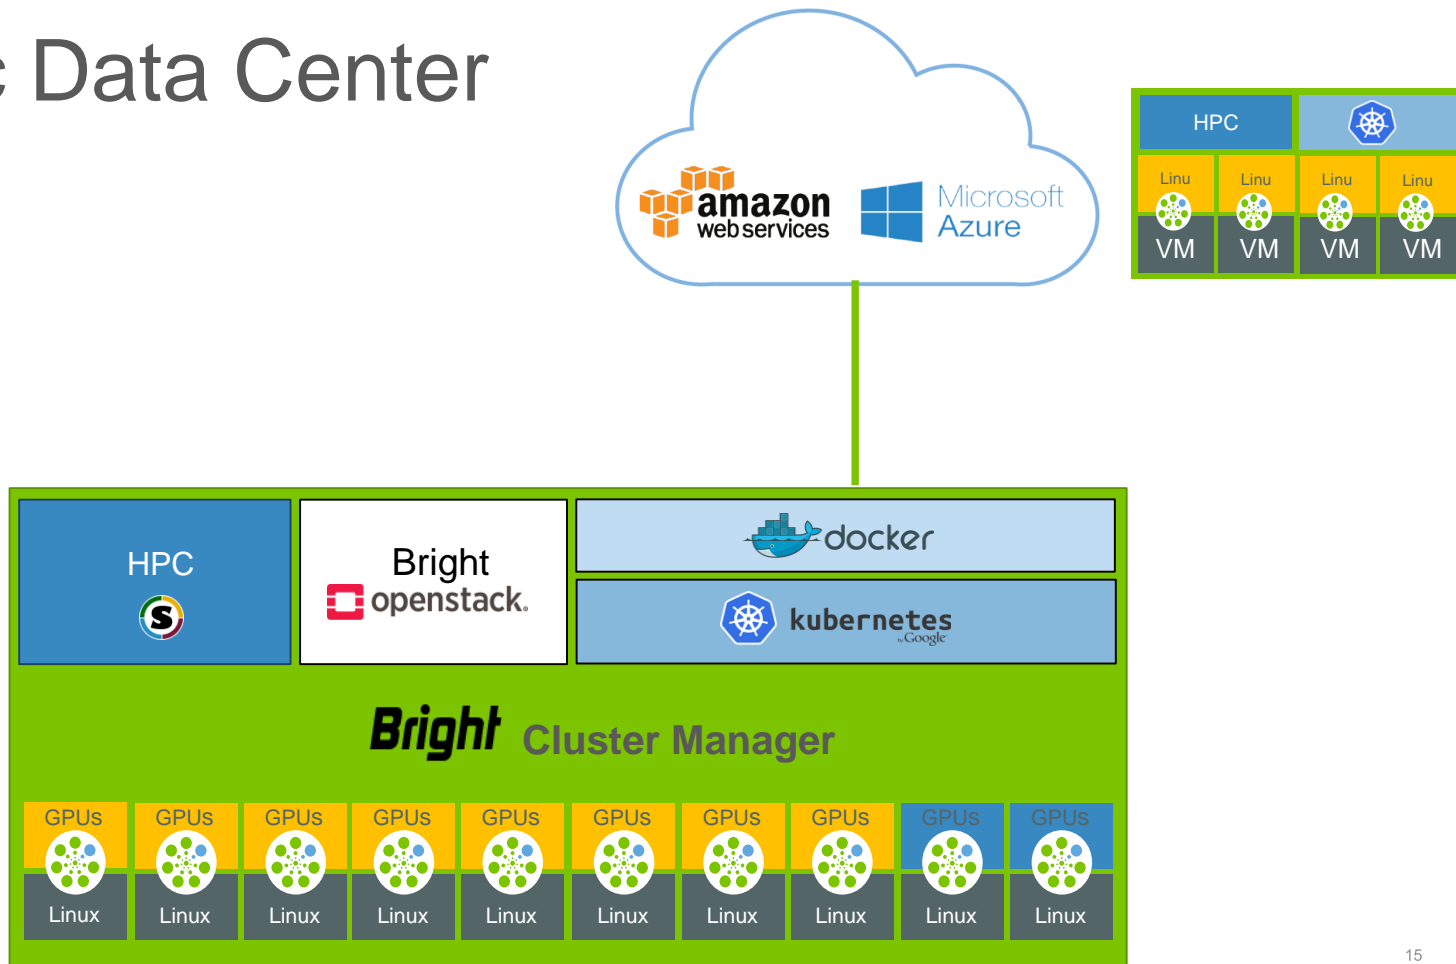 c Data Center
HPC
Linu Linu Linu Linu
VM VM VM VM
amazon
web services
Microsoft
Azure
HPC
S
Bright
openstack.
docker
kubernetes
by Google
Bright Cluster Manager
GPUs GPUs GPUs GPUs GPUs GPUs GPUs GPUs GPUs GPUs
Linux Linux Linux Linux Linux Linux Linux Linux Linux Linux
15